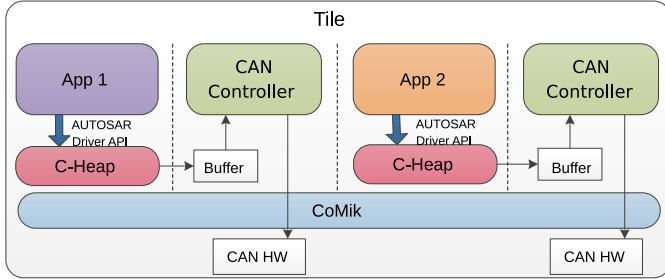 Tile
App 1
CAN
Controller
App 2
CAN
Controller
AUTOSAR
Driver API
AUTOSAR
Driver API
C-Heap
Buffer
C-Heap
Buffer
CoMik
CAN HW
CAN HW